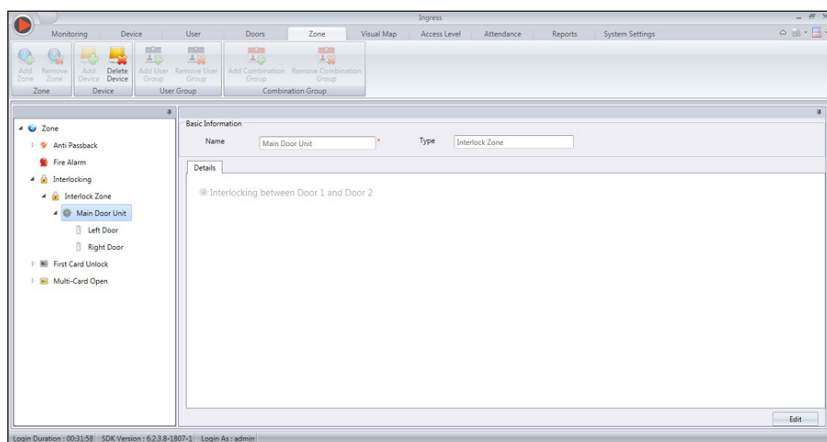 Ingress
Monitoring Device User Doors Zone Visual Map Access Level Attendance Reports System Settings
Add Zone Remove Zone Add Device Delete Device Add User Group Remove User Group Add Combination Group Remove Combination Group
Zone Device User Group Combination Group
Zone
Anti Passback
Fire Alarm
Interlocking
Interlock Zone
Main Door Unit
Left Door
Right Door
First Card Unlock
Multi-Card Open
Basic Information
Name Main Door Unit * Type Interlock Zone
Details
Interlocking between Door 1 and Door 2
Edit
Login Duration : 00:31:58 SDK Version : 6.2.3.8-1807-1 Login As : admin